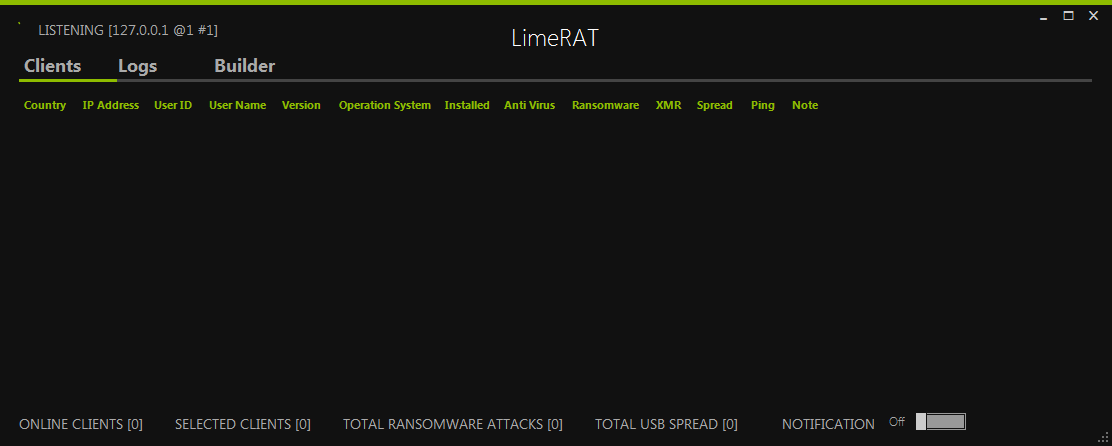 LISTENING [127.0.0.1 @1 #1]
LimeRAT
Clients Logs Builder
Country IP Address User ID User Name Version Operation System Installed Anti Virus Ransomware XMR Spread Ping Note
ONLINE CLIENTS [0] SELECTED CLIENTS [0] TOTAL RANSOMWARE ATTACKS [0] TOTAL USB SPREAD [0] NOTIFICATION Off